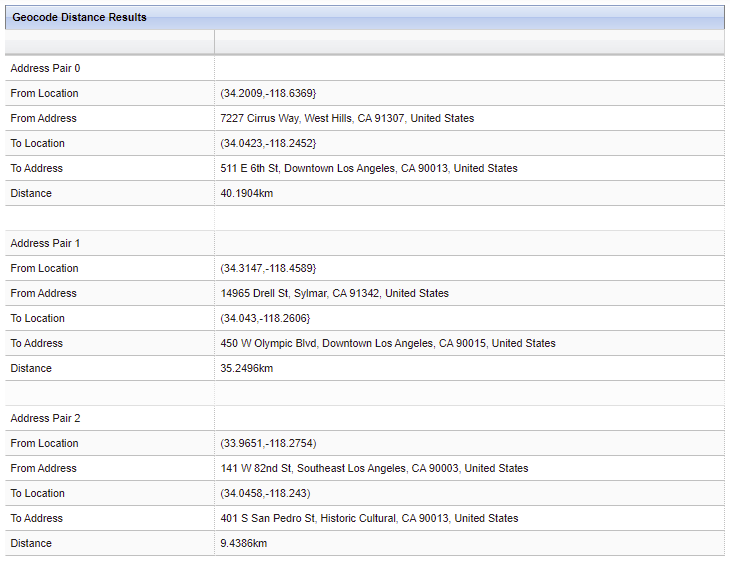 Geocode Distance Results
Address Pair 0
From Location (34.2009,-118.6369}
From Address 7227 Cirrus Way, West Hills, CA 91307, United States
To Location (34.0423,-118.2452}
To Address 511 E 6th St, Downtown Los Angeles, CA 90013, United States
Distance 40.1904km
Address Pair 1
From Location (34.3147,-118.4589}
From Address 14965 Drell St, Sylmar, CA 91342, United States
To Location (34.043,-118.2606}
To Address 450 W Olympic Blvd, Downtown Los Angeles, CA 90015, United States
Distance 35.2496km
Address Pair 2
From Location (33.9651,-118.2754)
From Address 141 W 82nd St, Southeast Los Angeles, CA 90003, United States
To Location (34.0458,-118.243)
To Address 401 S San Pedro St, Historic Cultural, CA 90013, United States
Distance 9.4386km